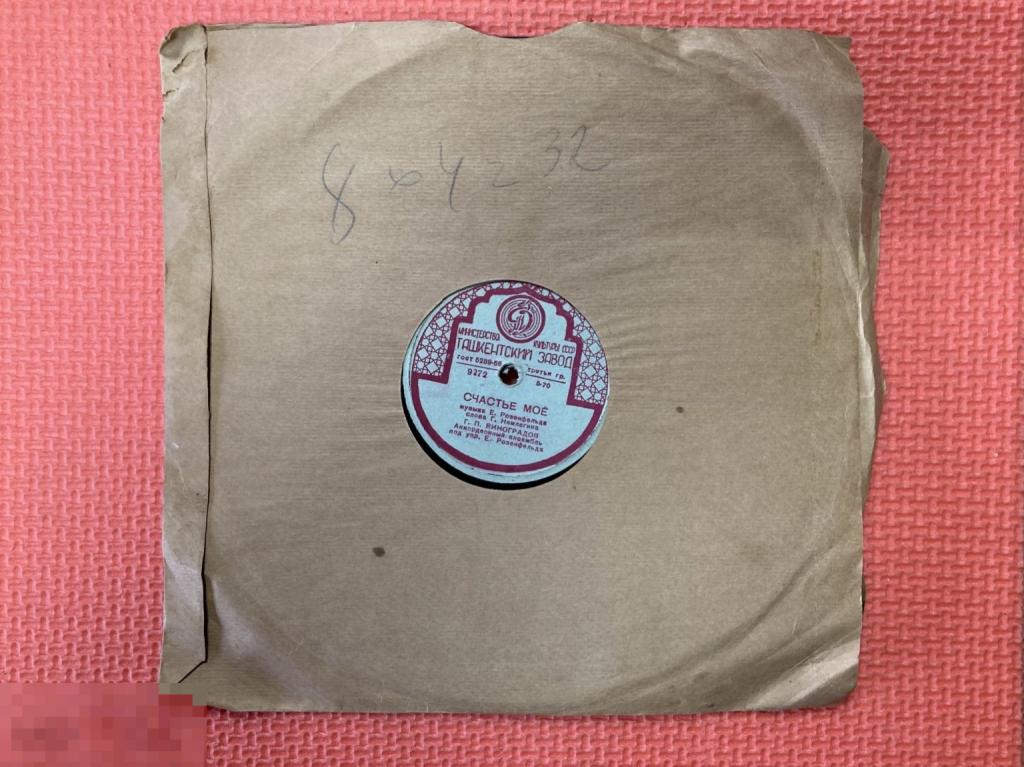 8 x 4 = 32
МИНИСТЕРСТВО КУЛЬТУРЫ СССР
ТАШКЕНТСКИЙ ЗАВОД
ГОСТ 5289-56 третья гр.
9272 В-70
СЧАСТЬЕ МОЁ
музыка Е. Розенфельда
слова Г. Намлегина
Г. П. ВИНОГРАДОВ
Аккордеонный ансамбль
под упр. Е. Розенфельда